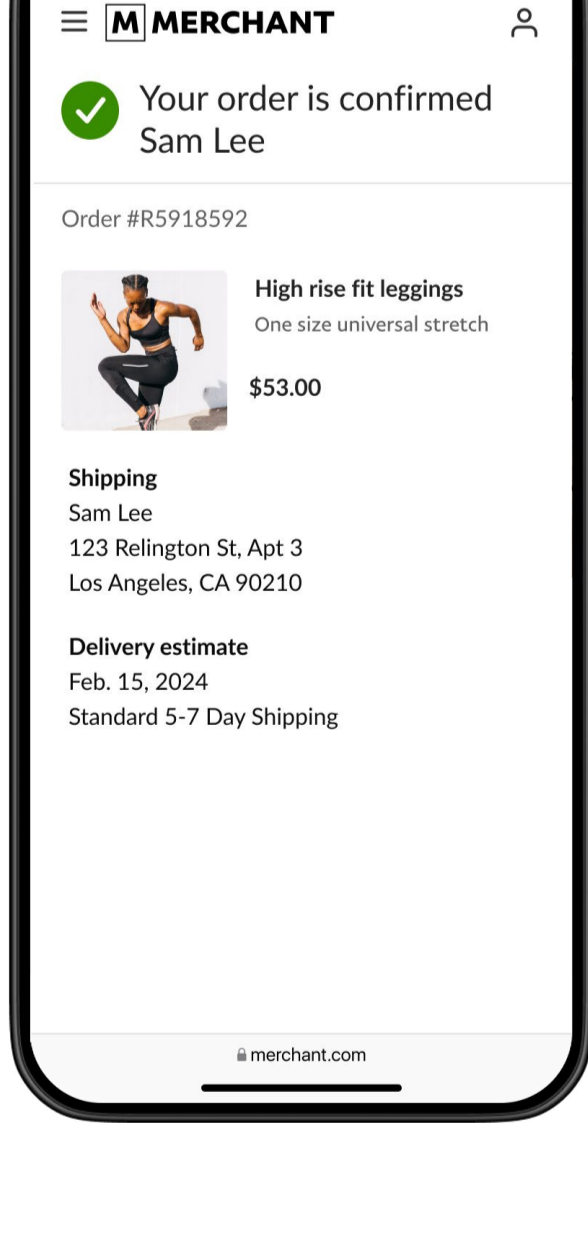 M MERCHANT
Your order is confirmed
Sam Lee
Order #R5918592
High rise fit leggings
One size universal stretch
$53.00
Shipping
Sam Lee
123 Relington St, Apt 3
Los Angeles, CA 90210
Delivery estimate
Feb. 15, 2024
Standard 5-7 Day Shipping
merchant.com